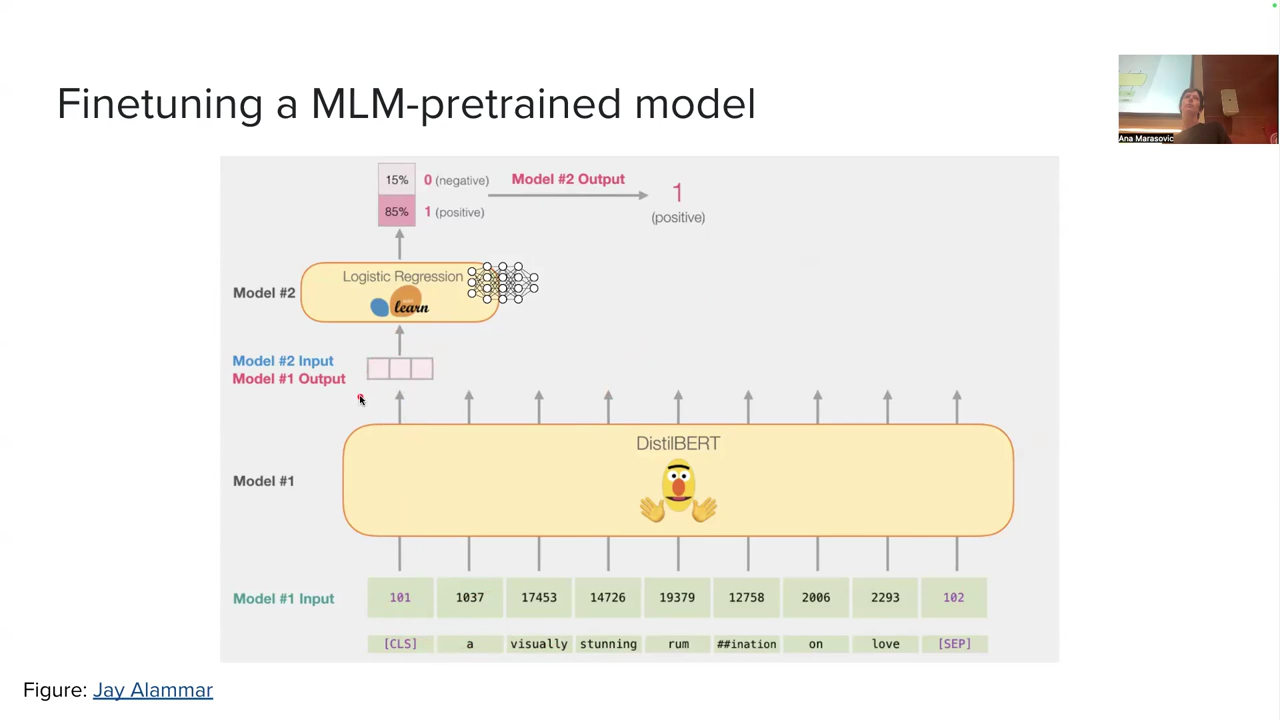 Finetuning a MLM-pretrained model
Ana Marasovic
15% 0 (negative) Model #2 Output 1
85% 1 (positive) (positive)
Logistic Regression
Model #2
learn
Model #2 Input
Model #1 Output
DistilBERT
Model #1
Model #1 Input 101 1037 17453 14726 19379 12758 2006 2293 102
[CLS] a visually stunning rum ##ination on love [SEP]
Figure: Jay Alammar